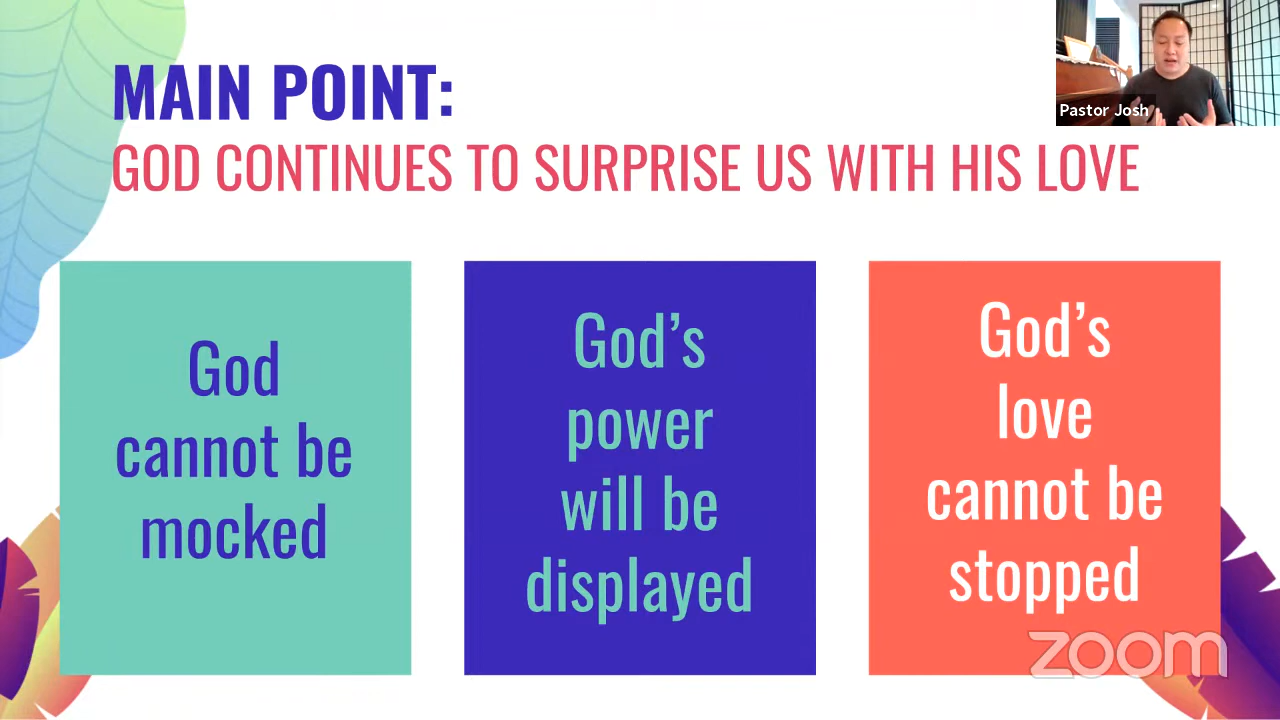 MAIN POINT:
GOD CONTINUES TO SURPRISE US WITH HIS LOVE
Pastor Josh
God
cannot be
mocked
God’s
power
will be
displayed
God’s
love
cannot be
stopped
zoom